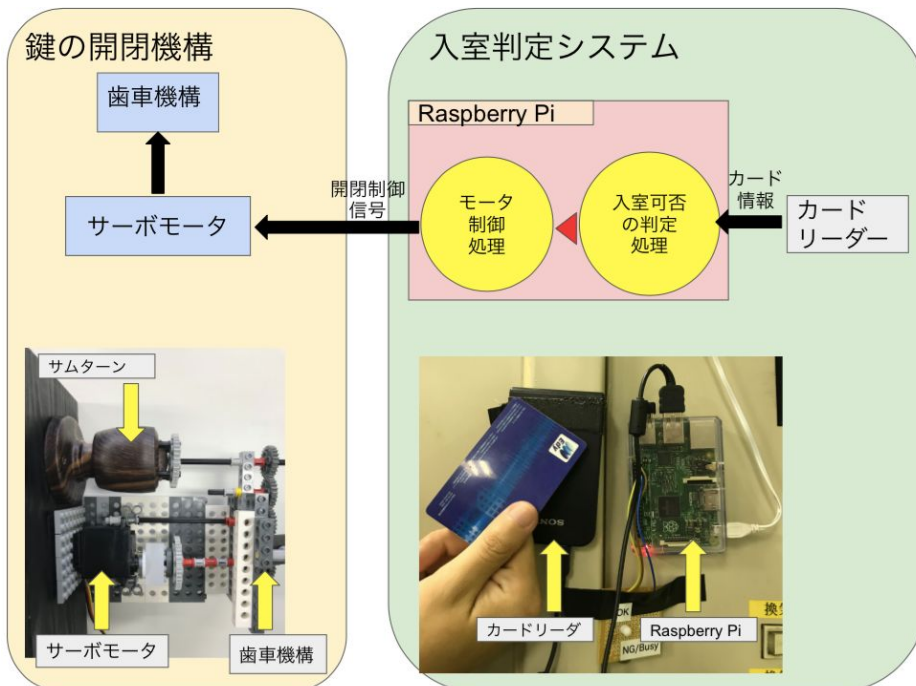 鍵の開閉機構
歯車機構
サーボモータ
開閉制御
信号
入室判定システム
Raspberry Pi
モータ
制御
処理
入室可否
の判定
処理
カード
情報
カード
リーダー
サムターン
サーボモータ
歯車機構
Edy
SONY
カードリーダ
Raspberry Pi
OK
NG/Busy
換気